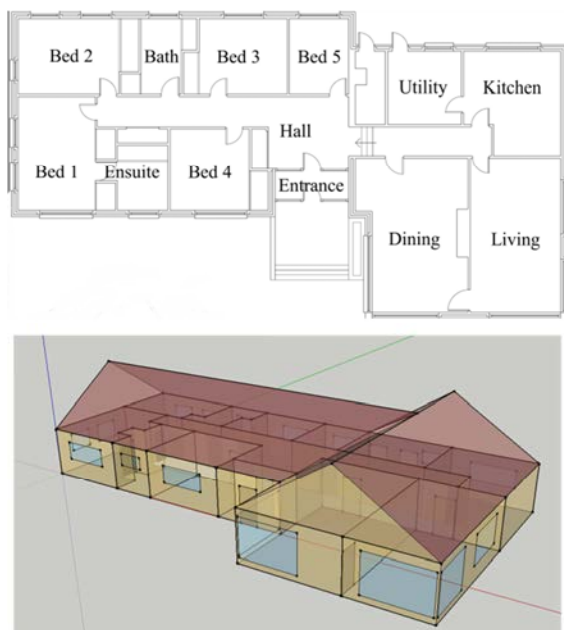 Bed 2
Bath
Bed 3
Bed 5
Utility
Kitchen
Hall
Bed 1
Ensuite
Bed 4
Entrance
Dining
Living